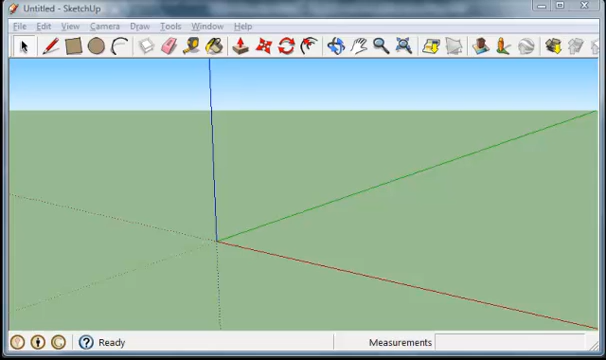 Untitled - SketchUp
File Edit View Camera Draw Tools Window Help
Ready Measurements